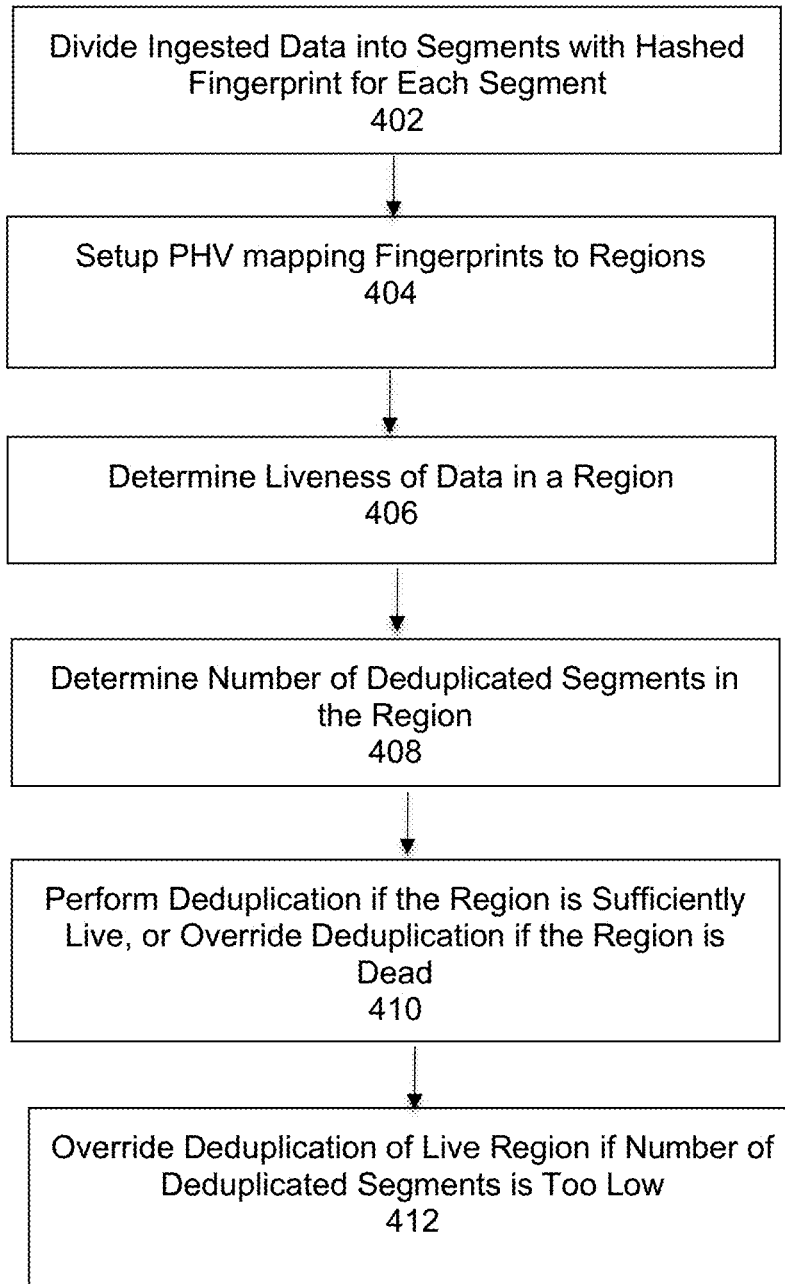 Divide Ingested Data into Segments with Hashed
Fingerprint for Each Segment
402
Setup PHV mapping Fingerprints to Regions
404
Determine Liveness of Data in a Region
406
Determine Number of Deduplicated Segments in
the Region
408
Perform Deduplication if the Region is Sufficiently
Live, or Override Deduplication if the Region is
Dead
410
Override Deduplication of Live Region if Number of
Deduplicated Segments is Too Low
412